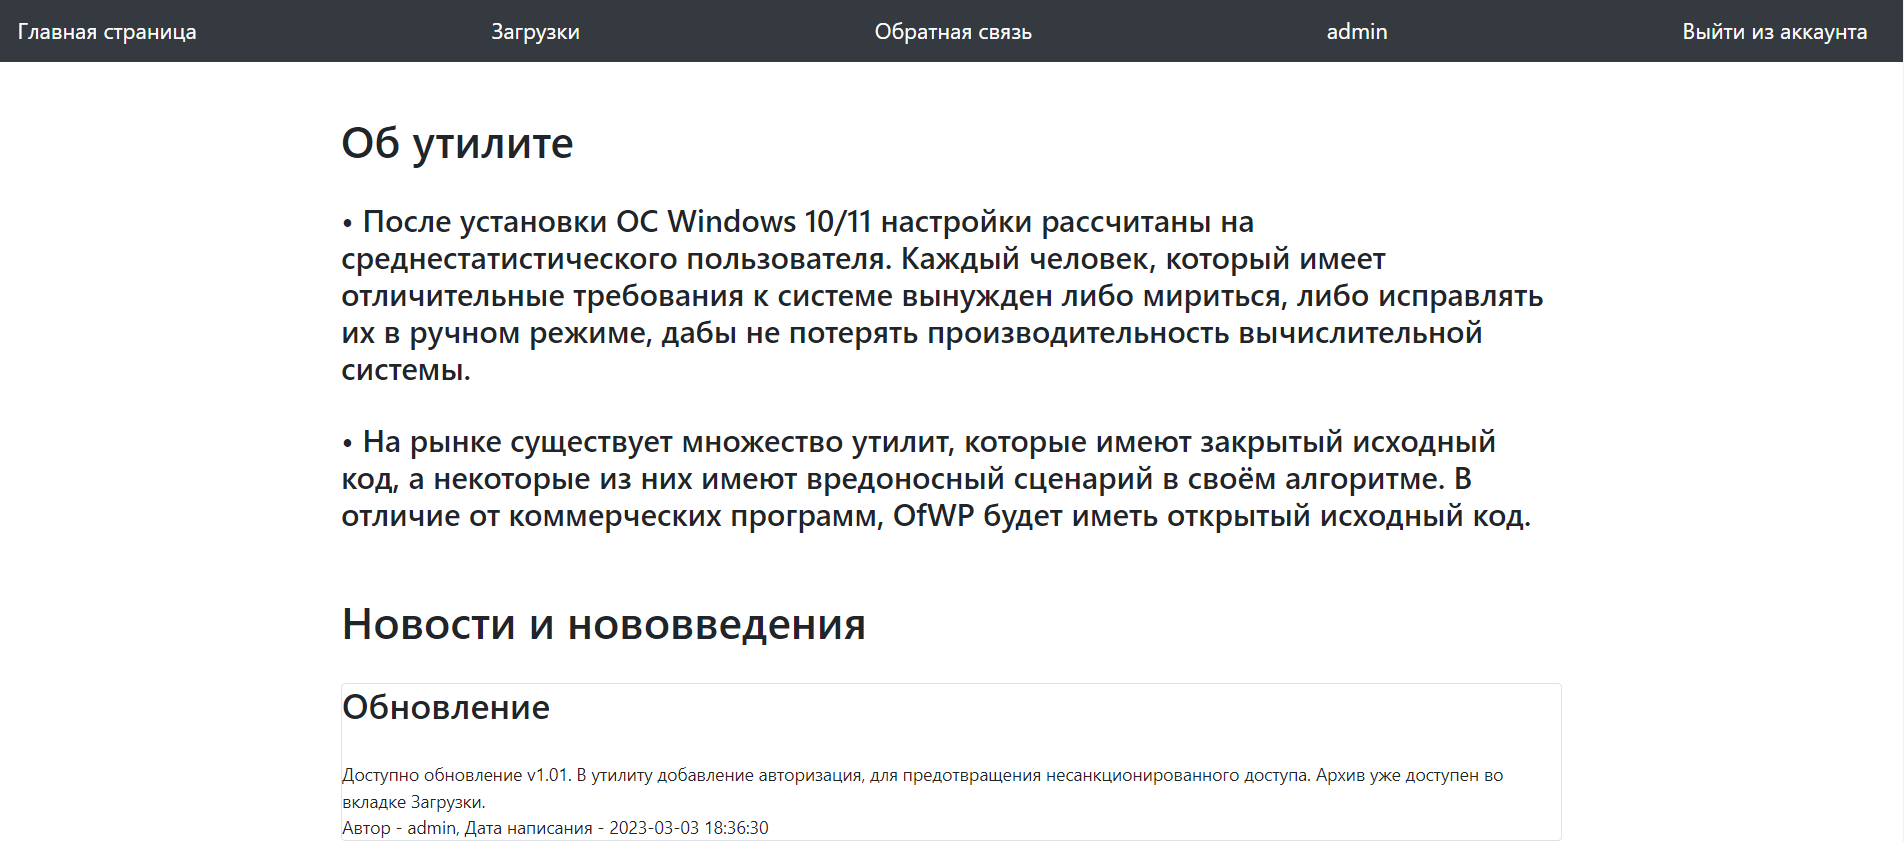 Главная страница Загрузки Обратная связь admin Выйти из аккаунта
Об утилите
• После установки ОС Windows 10/11 настройки рассчитаны на
среднестатистического пользователя. Каждый человек, который имеет
отличительные требования к системе вынужден либо мириться, либо исправлять
их в ручном режиме, дабы не потерять производительность вычислительной
системы.
• На рынке существует множество утилит, которые имеют закрытый исходный
код, а некоторые из них имеют вредоносный сценарий в своём алгоритме. В
отличие от коммерческих программ, OfWP будет иметь открытый исходный код.
Новости и нововведения
Обновление
Доступно обновление v1.01. В утилиту добавление авторизация, для предотвращения несанкционированного доступа. Архив уже доступен во
вкладке Загрузки.
Автор - admin, Дата написания - 2023-03-03 18:36:30